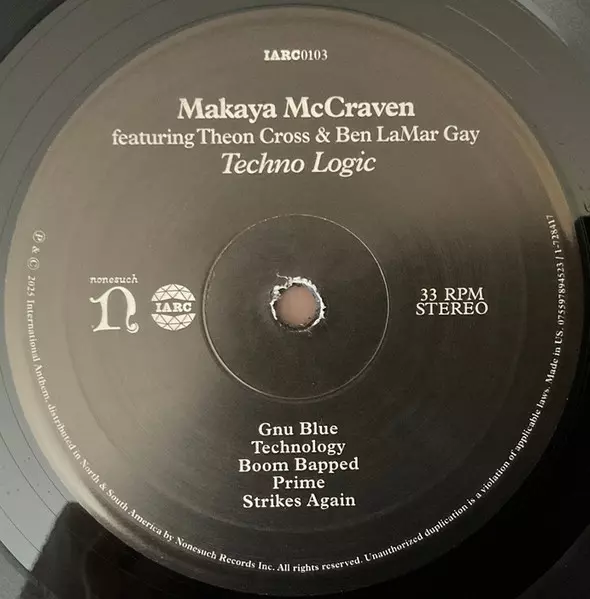 IARC0103
Makaya McCraven
featuring Theon Cross & Ben LaMar Gay
Techno Logic
nonesuch
N
IARC
33 RPM
STEREO
Gnu Blue
Technology
Boom Bapped
Prime
Strikes Again
℗ & © 2025 International Anthem, distributed in North & South America by Nonesuch Records Inc. All rights reserved. Unauthorized duplication is a violation of applicable laws. Made in US. 075597894523 / 1-728417